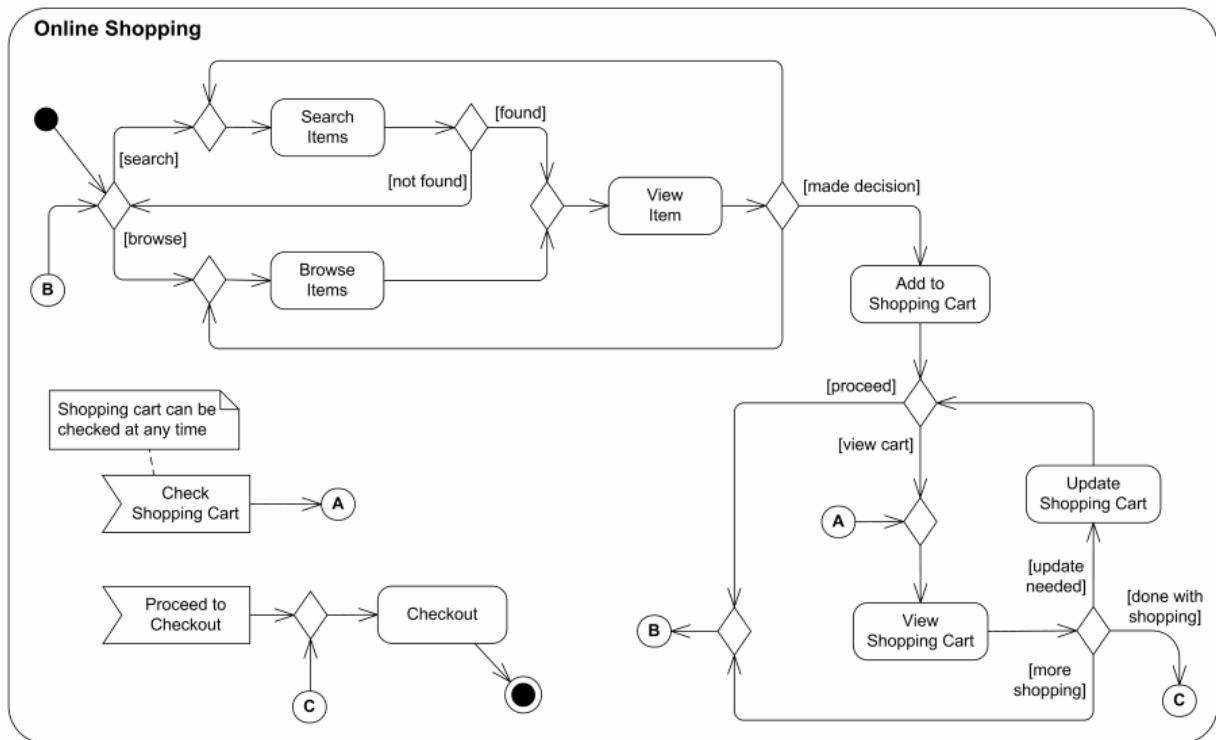 Online Shopping
[search]
Search
Items
[found]
[not found]
[browse]
Browse
Items
View
Item
[made decision]
B
Add to
Shopping Cart
Shopping cart can be
checked at any time
Check
Shopping Cart
A
[proceed]
[view cart]
A
Update
Shopping Cart
[update
needed]
[done with
shopping]
View
Shopping Cart
[more
shopping]
B
C
Proceed to
Checkout
Checkout
C